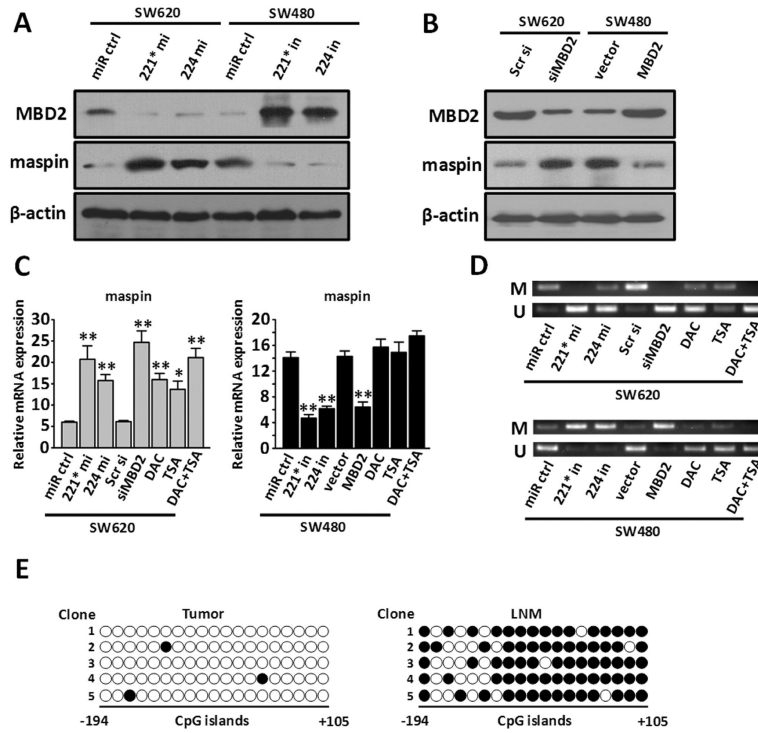 A
SW620 SW480
miR ctrl 221* mi 224 mi miR ctrl 221* in 224 in
MBD2
maspin
β-actin
B
SW620 SW480
Scr si siMBD2 vector MBD2
MBD2
maspin
β-actin
C
maspin
Relative mRNA expression
30
25
20
15
10
5
0
** ** ** ** * **
miR ctrl 221* mi 224 mi Scr si siMBD2 DAC TSA DAC+TSA
SW620
maspin
Relative mRNA expression
20
16
12
8
4
0
** ** **
miR ctrl 221* in 224 in vector MBD2 DAC TSA DAC+TSA
SW480
D
M
U
miR ctrl 221* mi 224 mi Scr si siMBD2 DAC TSA DAC+TSA
SW620
M
U
miR ctrl 221* in 224 in vector MBD2 DAC TSA DAC+TSA
SW480
E
Clone Tumor
1
2
3
4
5
-194 CpG islands +105
Clone LNM
1
2
3
4
5
-194 CpG islands +105